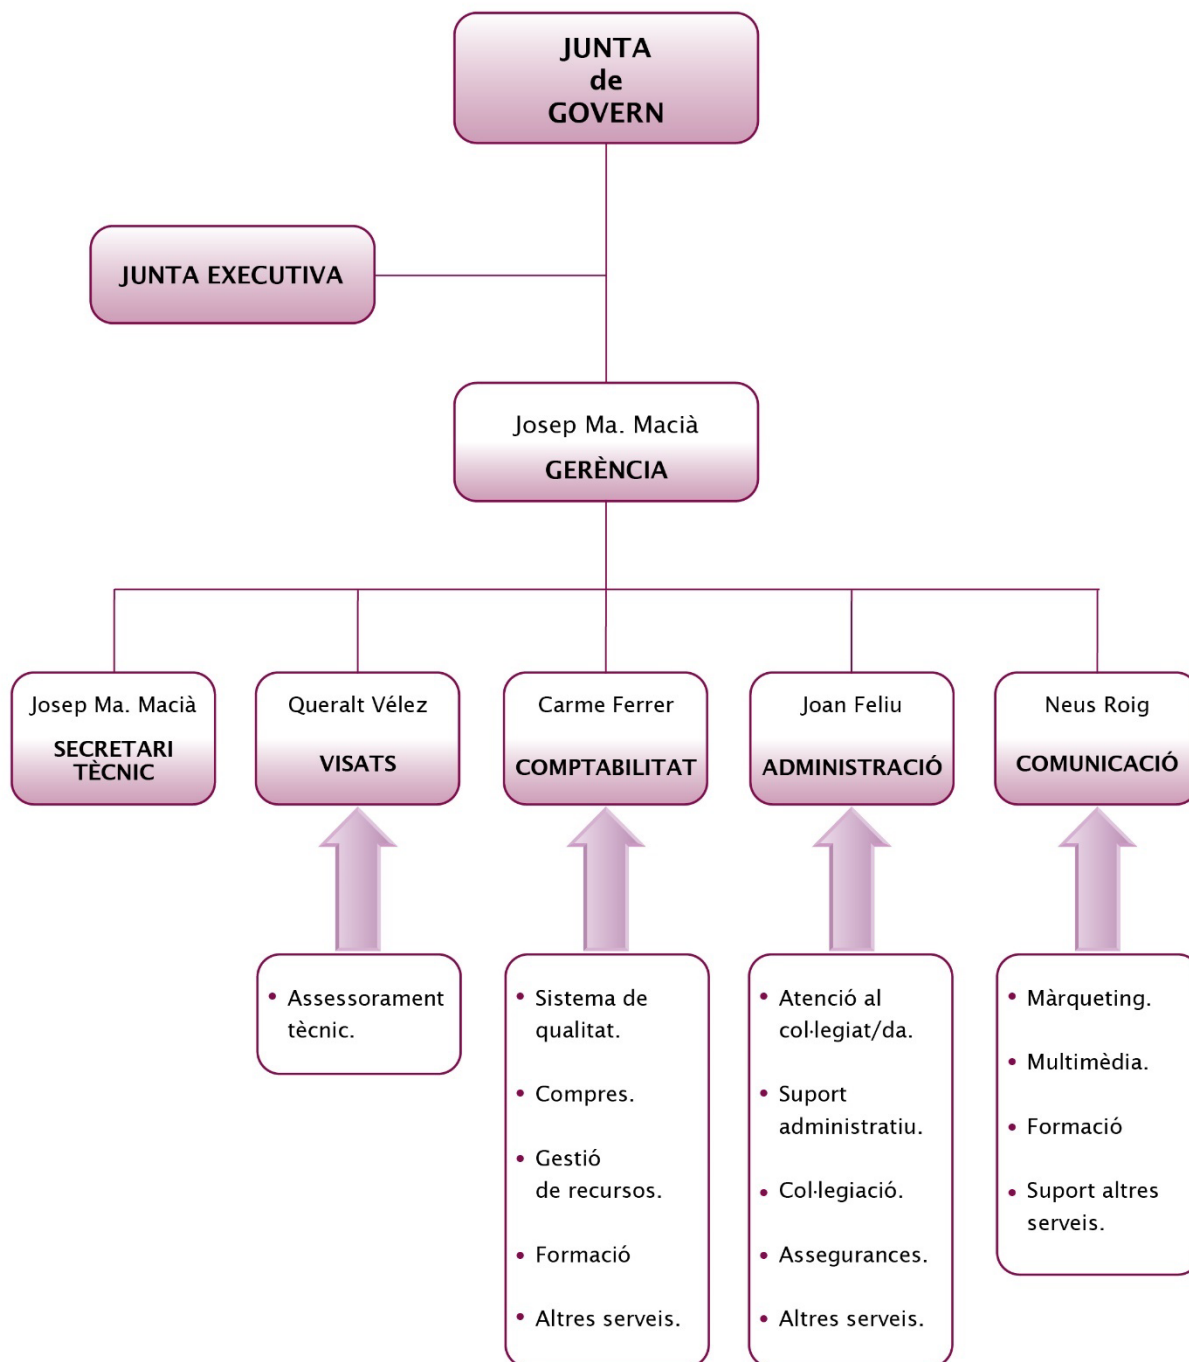 JUNTA
de
GOVERN
JUNTA EXECUTIVA
Josep Ma. Macià
GERÈNCIA
Josep Ma. Macià
SECRETARI
TÈCNIC
Queralt Vélez
VISATS
Carme Ferrer
COMPTABILITAT
Joan Feliu
ADMINISTRACIÓ
Neus Roig
COMUNICACIÓ
• Assessorament
tècnic.
• Sistema de
qualitat.
• Compres.
• Gestió
de recursos.
• Formació
• Altres serveis.
• Atenció al
col·legiat/da.
• Suport
administratiu.
• Col·legiació.
• Assegurances.
• Altres serveis.
• Màrqueting.
• Multimèdia.
• Formació
• Suport altres
serveis.